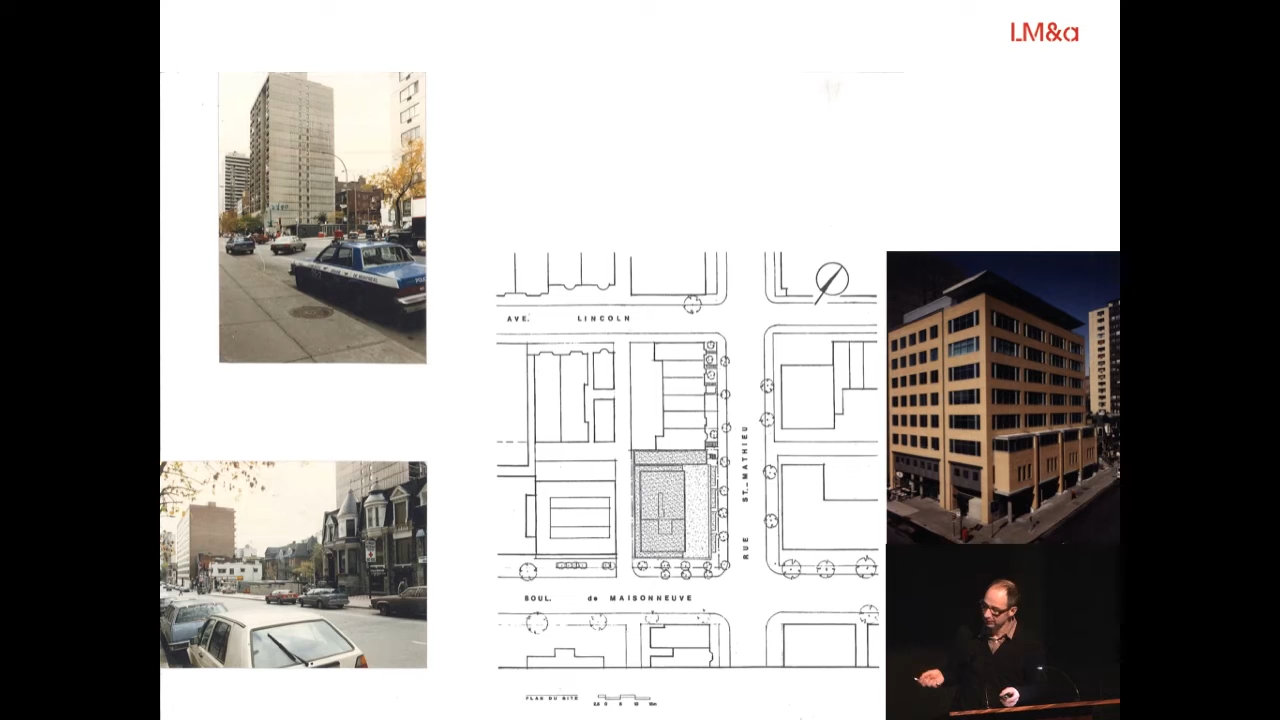 LM&a
AVE. LINCOLN
RUE ST. MATHIEU
BOUL. de MAISONNEUVE
PLAN DU SITE